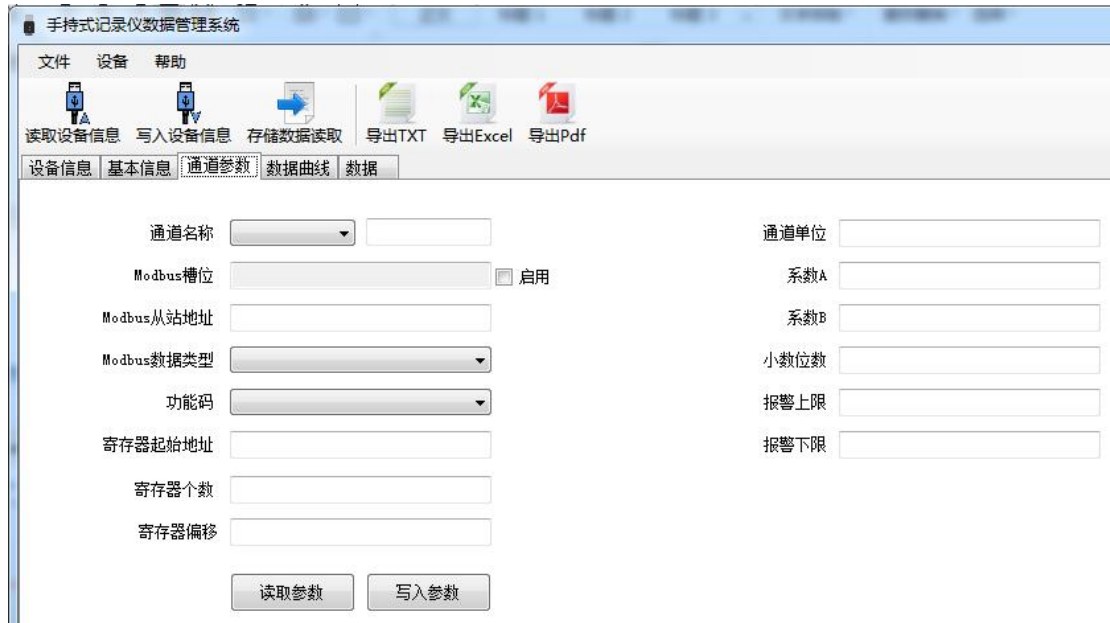 手持式记录仪数据管理系统
文件 设备 帮助
读取设备信息 写入设备信息 存储数据读取 导出TXT 导出Excel 导出Pdf
设备信息 基本信息 通道参数 数据曲线 数据
通道名称 通道单位
Modbus槽位 启用 系数A
Modbus从站地址 系数B
Modbus数据类型 小数位数
功能码 报警上限
寄存器起始地址 报警下限
寄存器个数
寄存器偏移
读取参数 写入参数